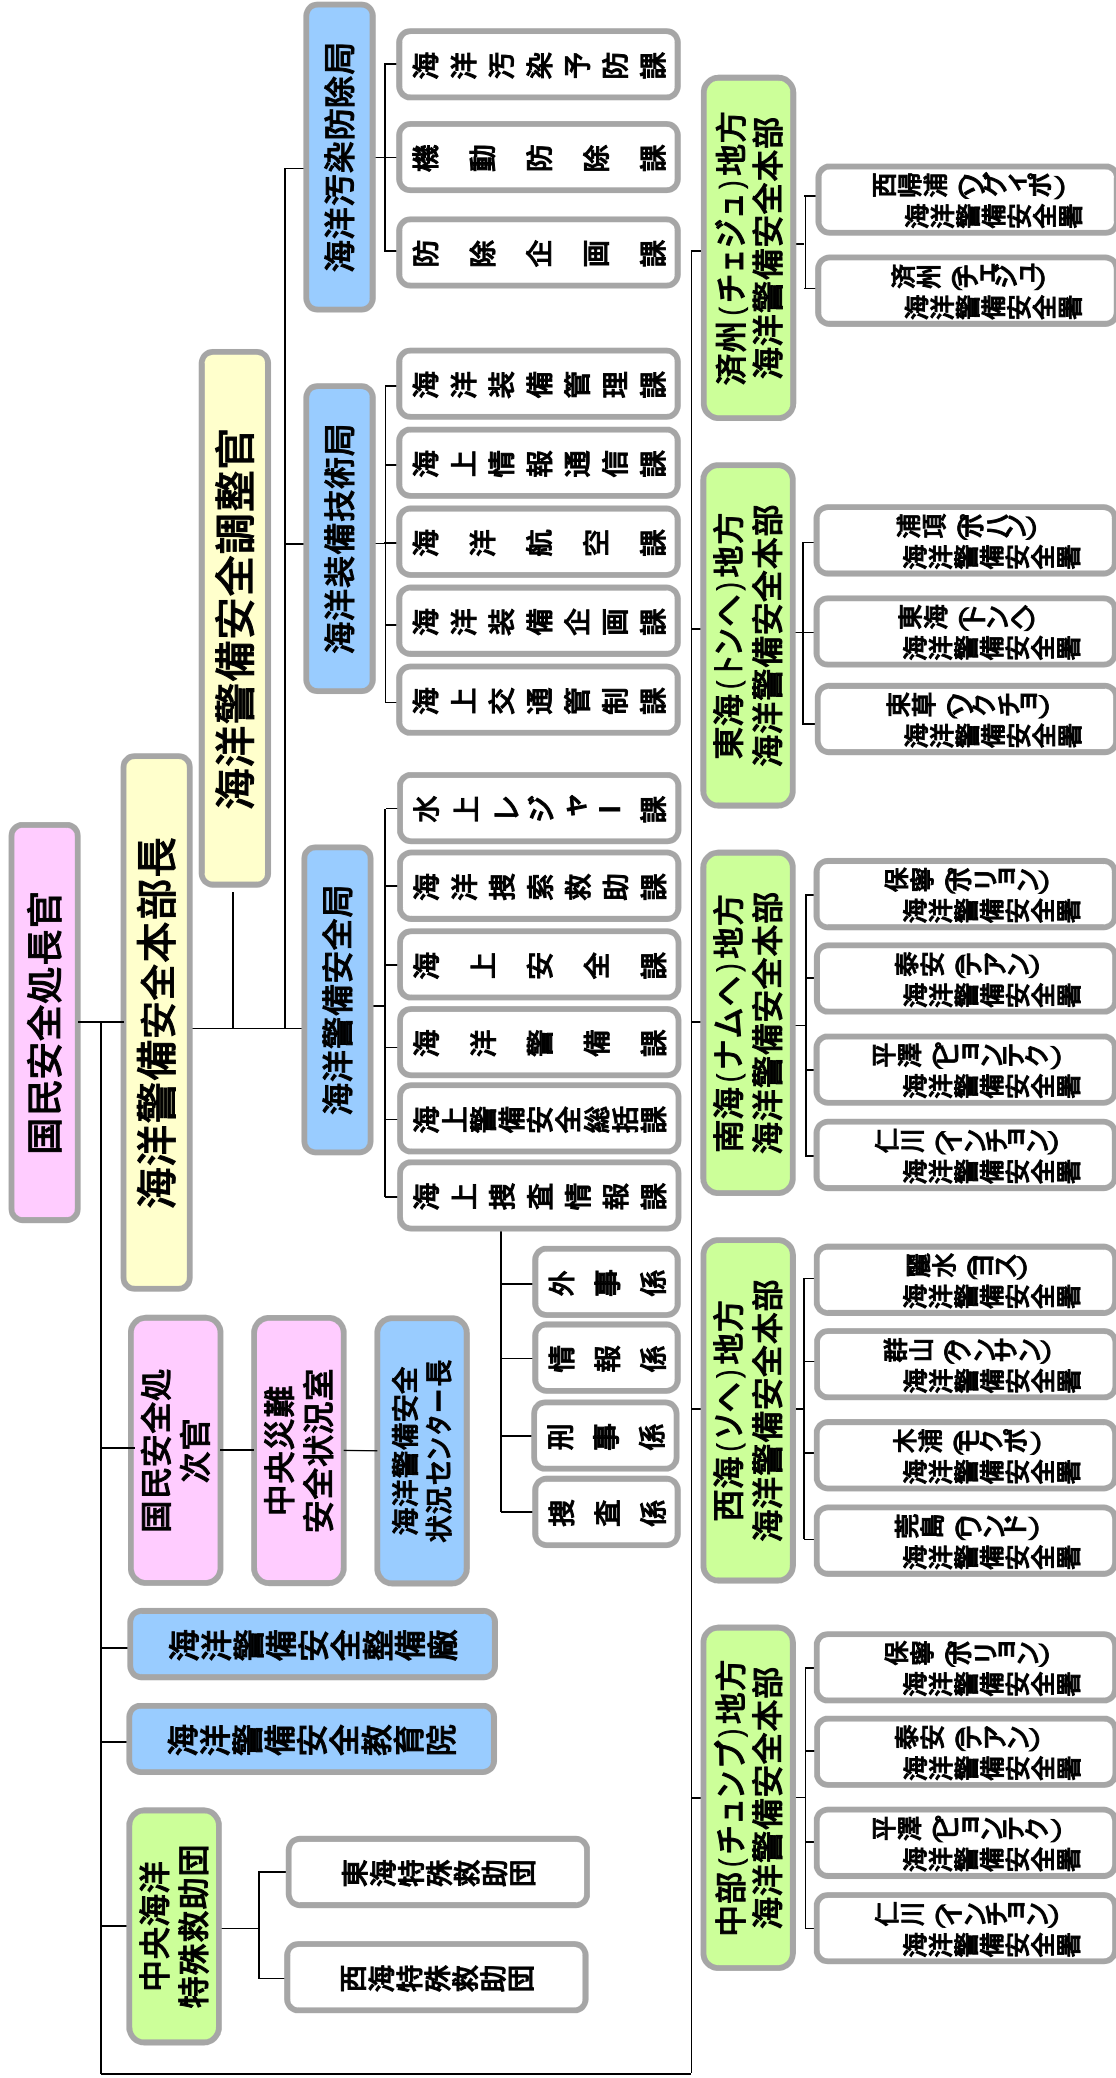 国民安全処長官
海洋警備安全本部長
海洋警備安全調整官
中央海洋
特殊救助団
西海特殊救助団
東海特殊救助団
海洋警備安全教育院
海洋警備安全整備廠
国民安全処
次官
中央災難
安全状況室
海洋警備安全
状況センター長
海洋警備安全局
海上捜査情報課
海上警備安全総括課
海洋警備課
海上安全課
海洋捜索救助課
水上レジャー課
捜査係
刑事係
情報係
外事係
海洋装備技術局
海上交通管制課
海洋装備企画課
海洋航空課
海上情報通信課
海洋装備管理課
海洋汚染防除局
防除企画課
機動防除課
海洋汚染予防課
中部(チュンブ)地方
海洋警備安全本部
仁川(インチョン)
海洋警備安全署
平澤(ピョンテク)
海洋警備安全署
泰安(テアン)
海洋警備安全署
保寧(ホリョン)
海洋警備安全署
西海(ソヘ)地方
海洋警備安全本部
莞島(ワンド)
海洋警備安全署
木浦(モクポ)
海洋警備安全署
群山(クンサン)
海洋警備安全署
麗水(ヨス)
海洋警備安全署
南海(ナムヘ)地方
海洋警備安全本部
仁川(インチョン)
海洋警備安全署
平澤(ピョンテク)
海洋警備安全署
泰安(テアン)
海洋警備安全署
保寧(ホリョン)
海洋警備安全署
東海(トンヘ)地方
海洋警備安全本部
束草(ソクチョ)
海洋警備安全署
東海(トンヘ)
海洋警備安全署
浦項(ポハン)
海洋警備安全署
済州(チェジュ)地方
海洋警備安全本部
済州(チェジュ)
海洋警備安全署
西帰浦(ソグィポ)
海洋警備安全署